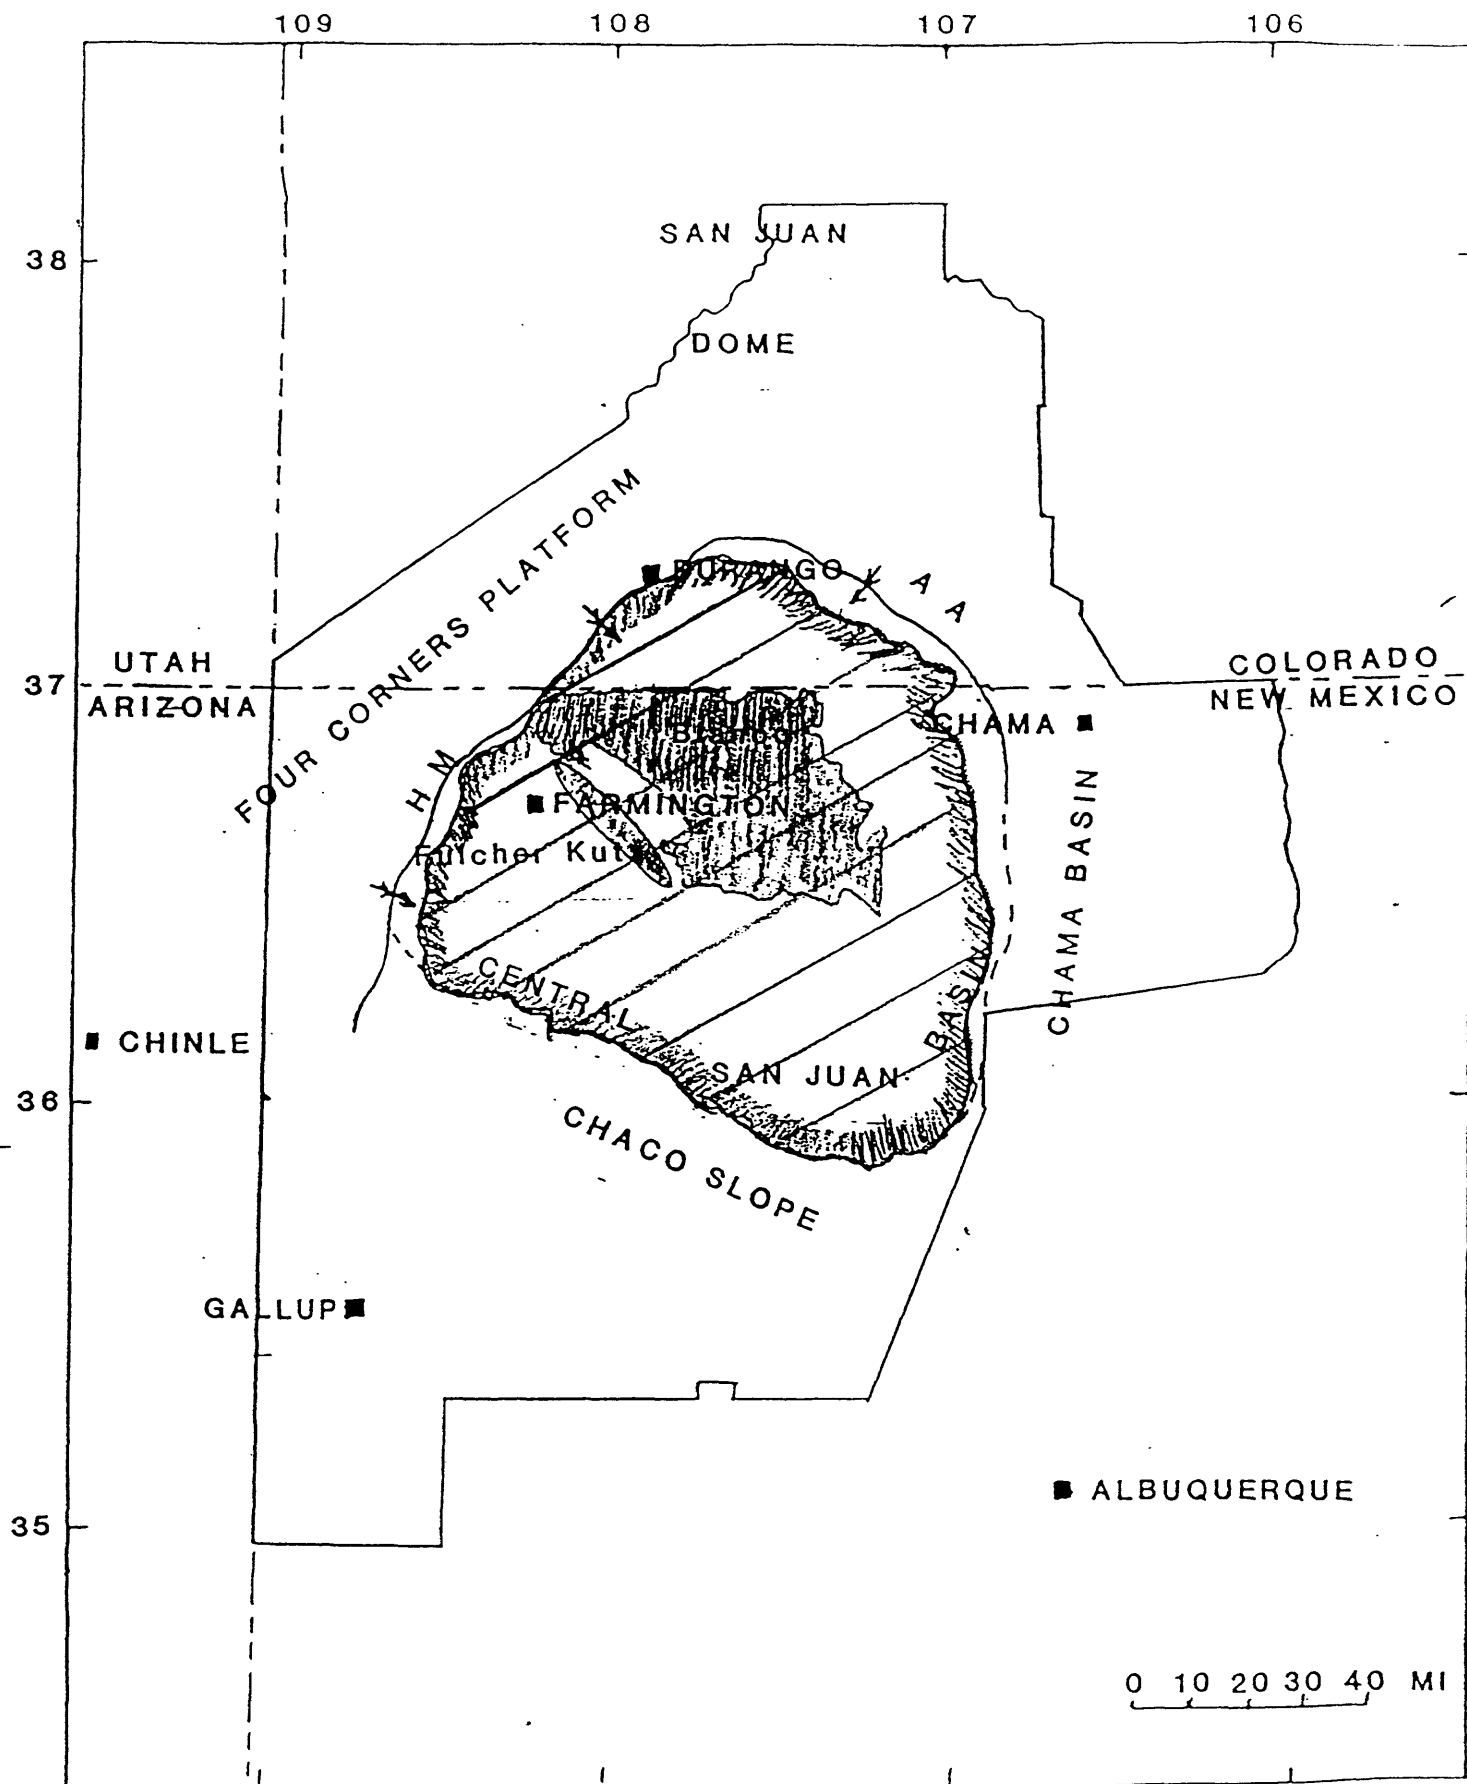 109 108 107 106
SAN JUAN
38
DOME
FOUR CORNERS PLATFORM
DURANGO
A A
UTAH
COLORADO
37
ARIZONA
NEW MEXICO
CHAMA
H M
FARMINGTON
CHAMA BASIN
Fulcher Kutz
CENTRAL
BASIN
CHINLE
SAN JUAN
36
CHACO SLOPE
GALLUP
ALBUQUERQUE
35
0 10 20 30 40 MI